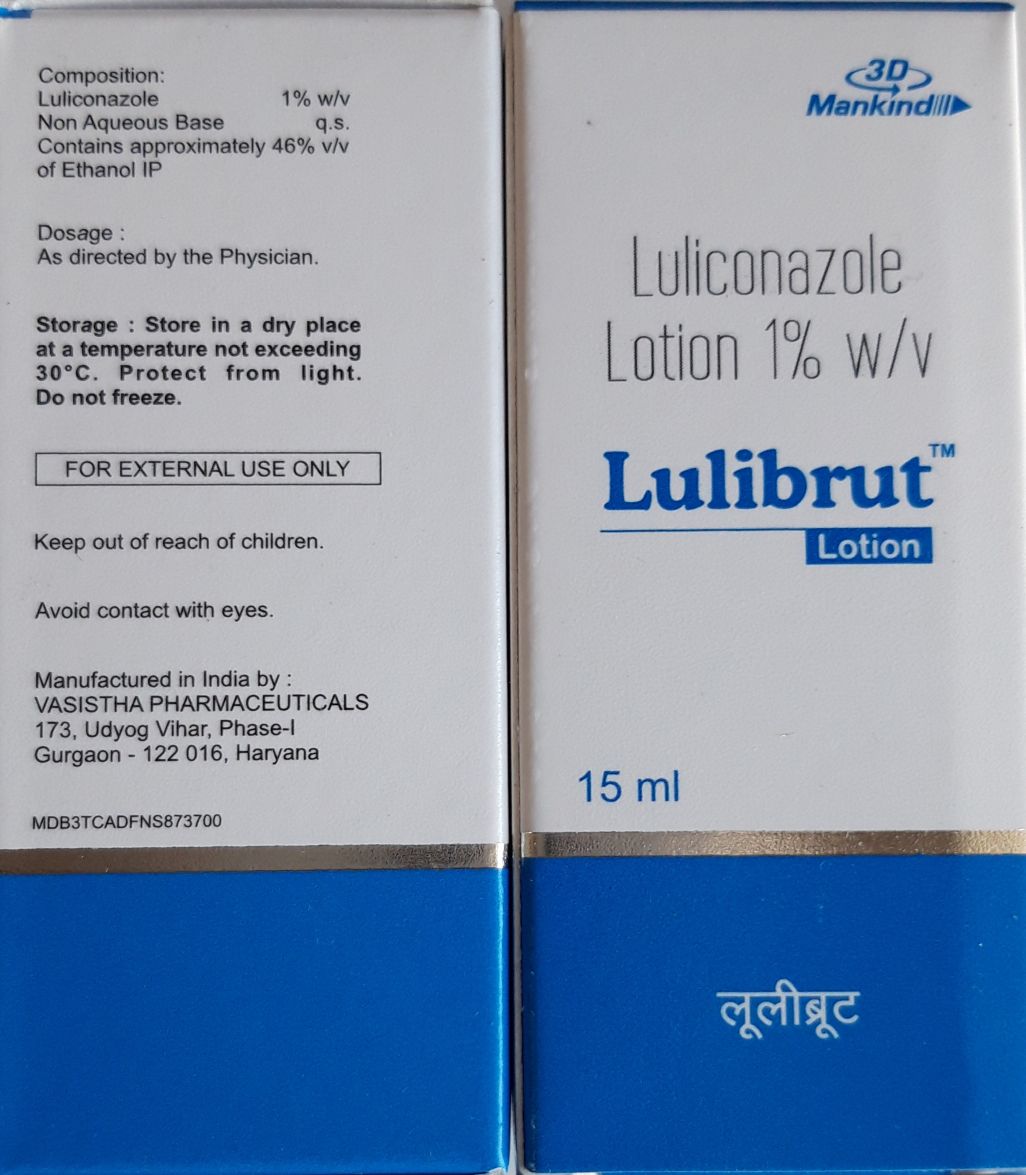 Composition:
Luliconazole 1% w/v
Non Aqueous Base q.s.
Contains approximately 46% v/v
of Ethanol IP
Dosage :
As directed by the Physician.
Storage : Store in a dry place
at a temperature not exceeding
30°C. Protect from light.
Do not freeze.
FOR EXTERNAL USE ONLY
Keep out of reach of children.
Avoid contact with eyes.
Manufactured in India by :
VASISTHA PHARMACEUTICALS
173, Udyog Vihar, Phase-I
Gurgaon - 122 016, Haryana
MDB3TCADFNS873700
3D
Mankind
Luliconazole
Lotion 1% w/v
Lulibrut™
Lotion
15 ml
लूलीब्रूट